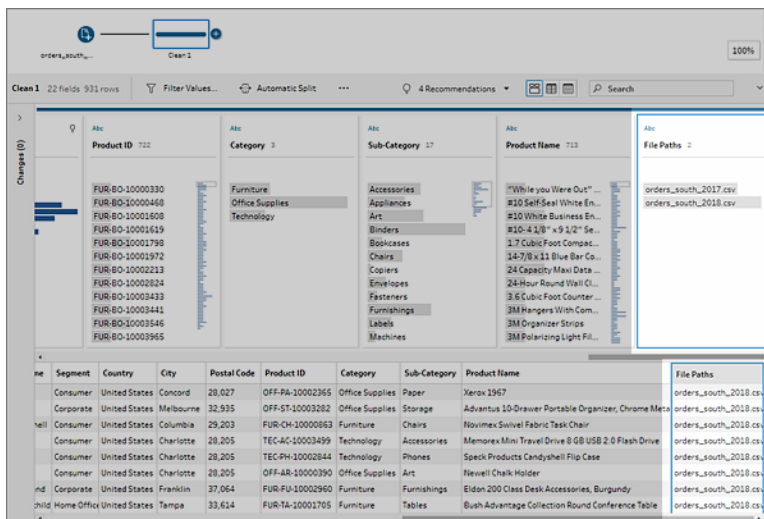 orders_south_...
Clean 1
100%
Clean 1 22 fields 931 rows Filter Values... Automatic Split ... 4 Recommendations Search
Changes (0)
Abc Abc Abc Abc Abc
Product ID 722 Category 3 Sub-Category 17 Product Name 713 File Paths 2
FUR-BO-10000330 Furniture Accessories "While you Were Out" ... orders_south_2017.csv
FUR-BO-10000468 Office Supplies Appliances #10 Self-Seal White En... orders_south_2018.csv
FUR-BO-10001608 Technology Art #10 White Business En...
FUR-BO-10001619 Binders #10- 4 1/8" x 9 1/2" Se...
FUR-BO-10001798 Bookcases 1.7 Cubic Foot Compac...
FUR-BO-10001972 Chairs 14-7/8 x 11 Blue Bar Co...
FUR-BO-10002213 Copiers 24 Capacity Maxi Data ...
FUR-BO-10002824 Envelopes 24-Hour Round Wall Cl...
FUR-BO-10003433 Fasteners 3.6 Cubic Foot Counter ...
FUR-BO-10003441 Furnishings 3M Hangers With Com...
FUR-BO-10003546 Labels 3M Organizer Strips
FUR-BO-10003965 Machines 3M Polarizing Light Fil...
me Segment Country City Postal Code Product ID Category Sub-Category Product Name File Paths
Consumer United States Concord 28,027 OFF-PA-10002365 Office Supplies Paper Xerox 1967 orders_south_2018.csv
Corporate United States Melbourne 32,935 OFF-ST-10003282 Office Supplies Storage Advantus 10-Drawer Portable Organizer, Chrome Meta orders_south_2018.csv
nell Consumer United States Columbia 29,203 FUR-CH-10000863 Furniture Chairs Novimex Swivel Fabric Task Chair orders_south_2018.csv
Consumer United States Charlotte 28,205 TEC-AC-10003499 Technology Accessories Memorex Mini Travel Drive 8 GB USB 2.0 Flash Drive orders_south_2018.csv
Consumer United States Charlotte 28,205 TEC-PH-10002844 Technology Phones Speck Products Candyshell Flip Case orders_south_2018.csv
Consumer United States Charlotte 28,205 OFF-AR-10000390 Office Supplies Art Newell Chalk Holder orders_south_2018.csv
nd Corporate United States Franklin 37,064 FUR-FU-10002960 Furniture Furnishings Eldon 200 Class Desk Accessories, Burgundy orders_south_2018.csv
child Home Office United States Tampa 33,614 FUR-TA-10001705 Furniture Tables Bush Advantage Collection Round Conference Table orders_south_2018.csv